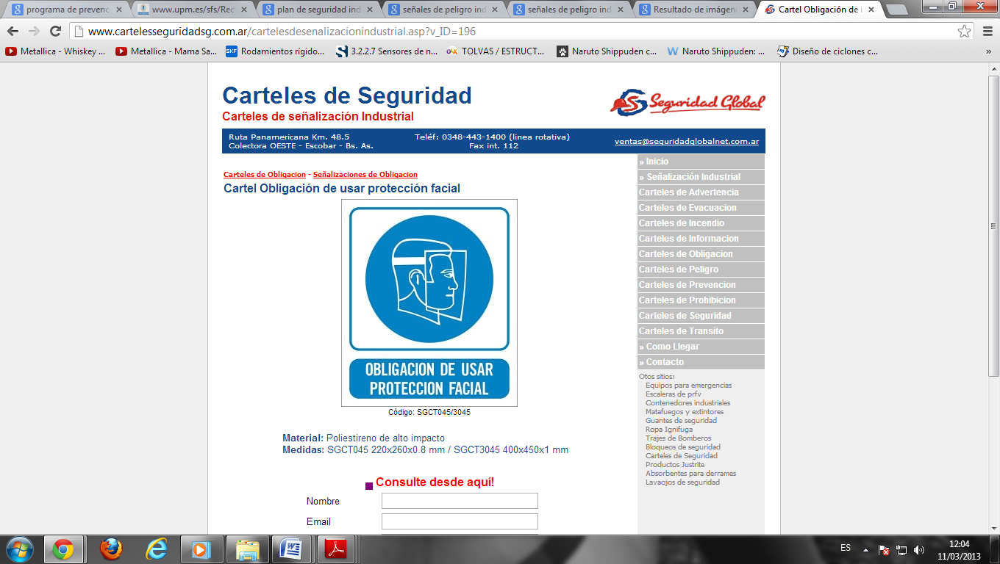 programa de prevenc
www.upm.es/sfs/Rec
plan de seguridad ind
señales de peligro ind
señales de peligro ind
Resultado de imágen
Cartel Obligación de u
www.cartelesseguridadsg.com.ar/cartelesdesenalizacionindustrial.asp?v_ID=196
Metallica - Whiskey ...
Metallica - Mama Sa...
SKF Rodamientos rígido...
3.2.2.7 Sensores de n...
TOLVAS / ESTRUCT...
Naruto Shippuden c...
Naruto Shippuden: ...
Diseño de ciclones c...
»
Carteles de Seguridad
Carteles de señalización Industrial
Seguridad Global
Ruta Panamericana Km. 48.5
Colectora OESTE - Escobar - Bs. As.
Teléf: 0348-443-1400 (linea rotativa)
Fax int. 112
ventas@seguridadglobalnet.com.ar
Carteles de Obligacion - Señalizaciones de Obligacion
Cartel Obligación de usar protección facial
OBLIGACION DE USAR
PROTECCION FACIAL
Código: SGCT045/3045
Material: Poliestireno de alto impacto
Medidas: SGCT045 220x260x0.8 mm / SGCT3045 400x450x1 mm
Consulte desde aquí!
Nombre
Email
» Inicio
» Señalización Industrial
Carteles de Advertencia
Carteles de Evacuacion
Carteles de Incendio
Carteles de Informacion
Carteles de Obligacion
Carteles de Peligro
Carteles de Prevencion
Carteles de Prohibicion
Carteles de Seguridad
Carteles de Transito
» Como Llegar
» Contacto
Otos sitios:
Equipos para emergencias
Escaleras de prfv
Contenedores industriales
Matafuegos y extintores
Guantes de seguridad
Ropa Ignifuga
Trajes de Bomberos
Bloqueos de seguridad
Carteles de Seguridad
Productos Justrite
Absorbentes para derrames
Lavaojos de seguridad
ES
12:04
11/03/2013